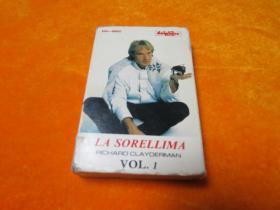 LA SORELLIMA
RICHARD CLAYDERMAN
VOL. 1